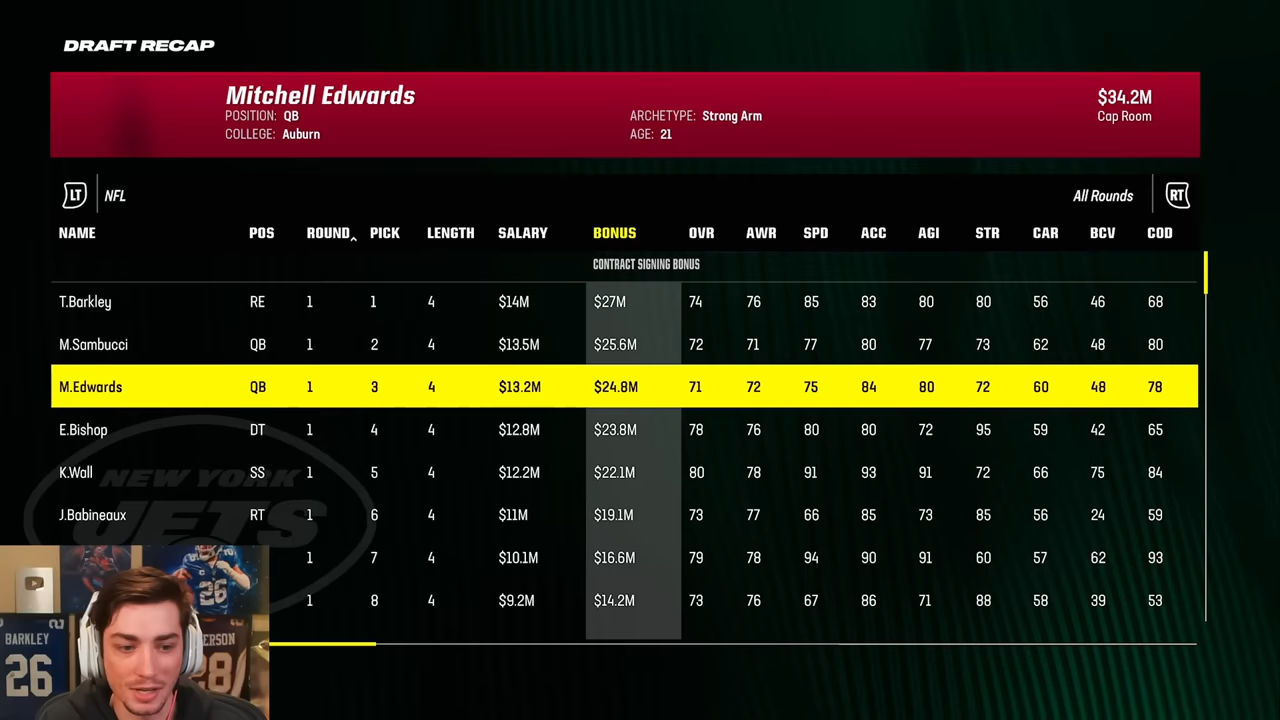 DRAFT RECAP
Mitchell Edwards
POSITION: QB
COLLEGE: Auburn
ARCHETYPE: Strong Arm
AGE: 21
$34.2M
Cap Room
LT NFL
All Rounds RT
NAME POS ROUND PICK LENGTH SALARY BONUS OVR AWR SPD ACC AGI STR CAR BCV COD
CONTRACT SIGNING BONUS
T.Barkley RE 1 1 4 $14M $27M 74 76 85 83 80 80 56 46 68
M.Sambucci QB 1 2 4 $13.5M $25.6M 72 71 77 80 77 73 62 48 80
M.Edwards QB 1 3 4 $13.2M $24.8M 71 72 75 84 80 72 60 48 78
E.Bishop DT 1 4 4 $12.8M $23.8M 78 76 80 80 72 95 59 42 65
K.Wall SS 1 5 4 $12.2M $22.1M 80 78 91 93 91 72 66 75 84
J.Babineaux RT 1 6 4 $11M $19.1M 73 77 66 85 73 85 56 24 59
1 7 4 $10.1M $16.6M 79 78 94 90 91 60 57 62 93
1 8 4 $9.2M $14.2M 73 76 67 86 71 88 58 39 53
NEW YORK
JETS
26
BARKLEY
26
ERSON
28